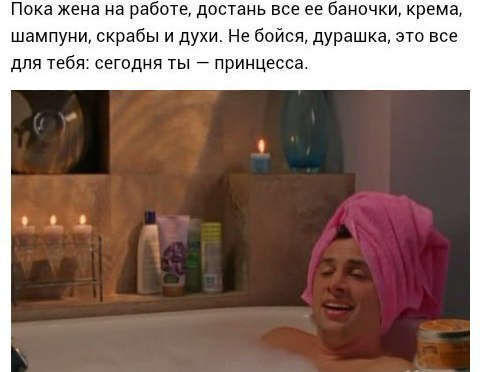 Пока жена на работе, достань все ее баночки, крема,
шампуни, скрабы и духи. Не бойся, дурашка, это все
для тебя: сегодня ты — принцесса.